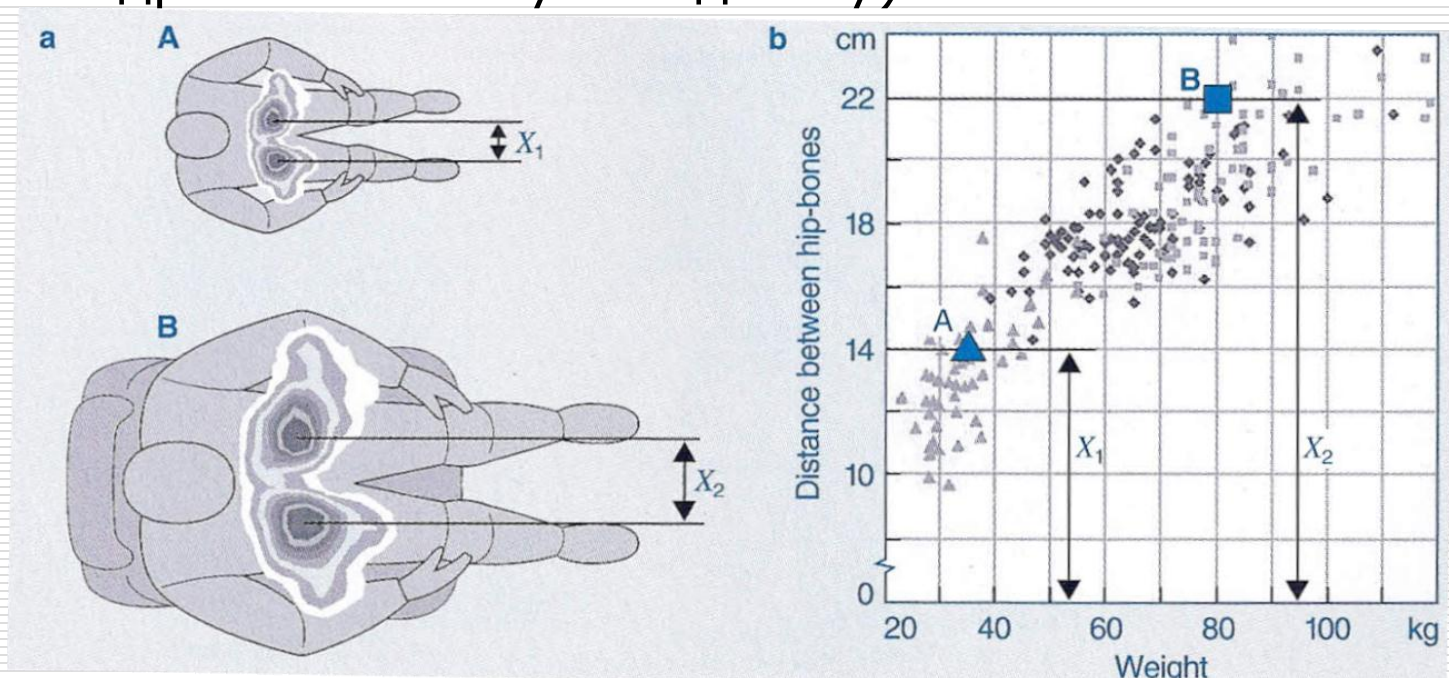 a
A
X₁
B
X₂
b
cm
22
18
14
10
0
Distance between hip-bones
B
A
X₁
X₂
20 40 60 80 100 kg
Weight